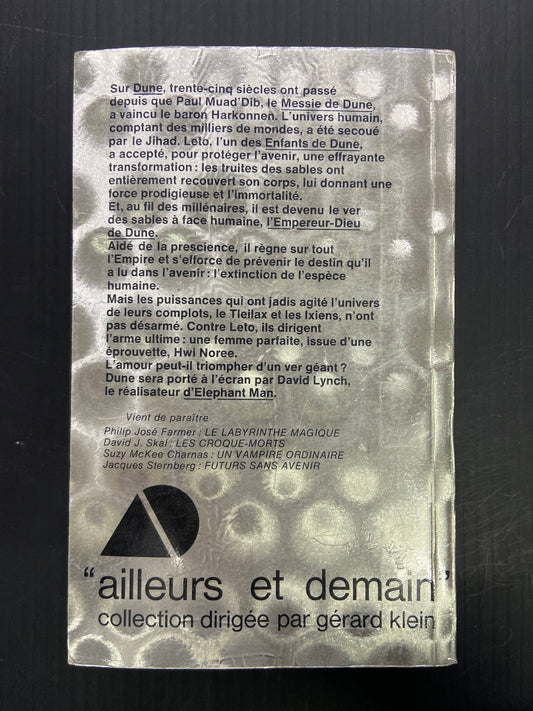 Sur Dune, trente-cinq siècles ont passé
depuis que Paul Muad'Dib, le Messie de Dune,
a vaincu le baron Harkonnen. L'univers humain,
comptant des milliers de mondes, a été secoué
par le Jihad. Leto, l'un des Enfants de Dune,
a accepté, pour protéger l'avenir, une effrayante
transformation : les truites des sables ont
entièrement recouvert son corps, lui donnant une
force prodigieuse et l'immortalité.
Et, au fil des millénaires, il est devenu le ver
des sables à face humaine, l'Empereur-Dieu
de Dune.
Aidé de la prescience, il règne sur tout
l'Empire et s'efforce de prévenir le destin qu'il
a lu dans l'avenir : l'extinction de l'espèce
humaine.
Mais les puissances qui ont jadis agité l'univers
de leurs complots, le Tleilax et les Ixiens, n'ont
pas désarmé. Contre Leto, ils dirigent
l'arme ultime : une femme parfaite, issue d'une
éprouvette, Hwi Noree.
L'amour peut-il triompher d'un ver géant ?
Dune sera porté à l'écran par David Lynch,
le réalisateur d'Elephant Man.
Vient de paraître
Philip José Farmer : LE LABYRINTHE MAGIQUE
David J. Skal : LES CROQUE-MORTS
Suzy McKee Charnas : UN VAMPIRE ORDINAIRE
Jacques Sternberg : FUTURS SANS AVENIR
"ailleurs et demain"
collection dirigée par gérard klein